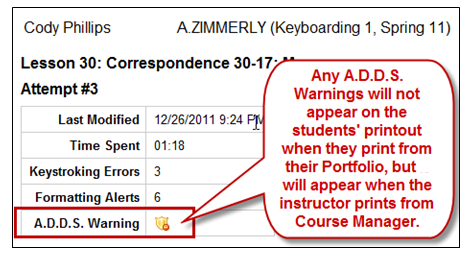 Cody Phillips A.ZIMMERLY (Keyboarding 1, Spring 11)
Lesson 30: Correspondence 30-17:
Attempt #3
Last Modified 12/26/2011 9:24 PM
Time Spent 01:18
Keystroking Errors 3
Formatting Alerts 6
A.D.D.S. Warning
Any A.D.D.S.
Warnings will not
appear on the
students' printout
when they print from
their Portfolio, but
will appear when the
instructor prints from
Course Manager.